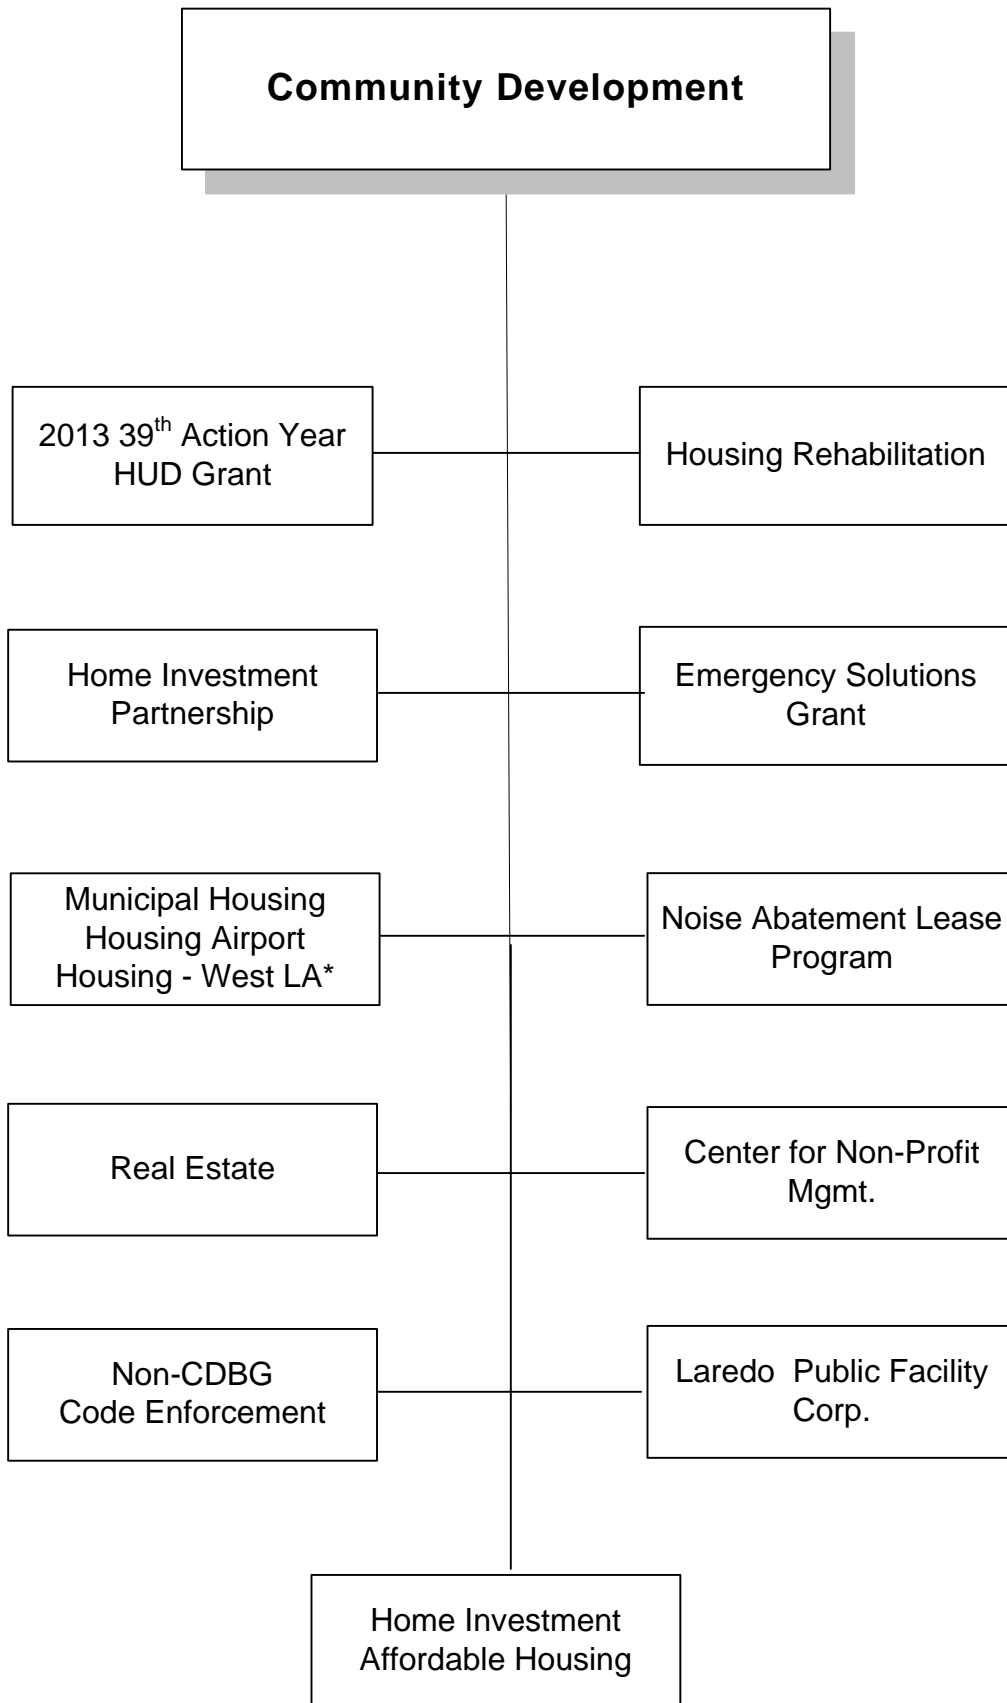 Community Development
2013 39th Action Year
HUD Grant
Housing Rehabilitation
Home Investment
Partnership
Emergency Solutions
Grant
Municipal Housing
Housing Airport
Housing - West LA*
Noise Abatement Lease
Program
Real Estate
Center for Non-Profit
Mgmt.
Non-CDBG
Code Enforcement
Laredo  Public Facility
Corp.
Home Investment
Affordable Housing